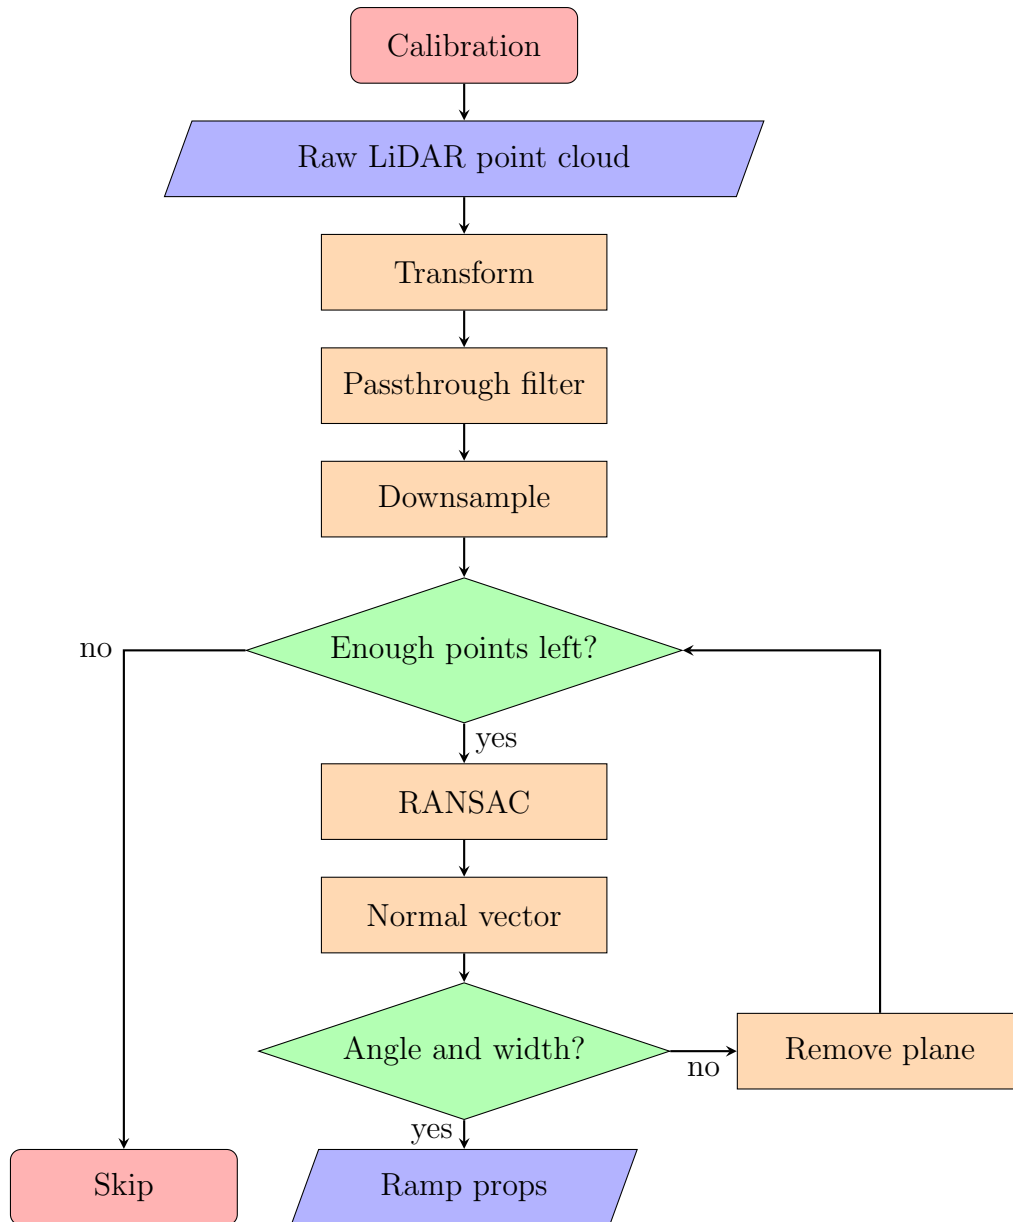 Calibration
Raw LiDAR point cloud
Transform
Passthrough filter
Downsample
Enough points left?
no
yes
RANSAC
Normal vector
Angle and width?
no
Remove plane
yes
Skip
Ramp props